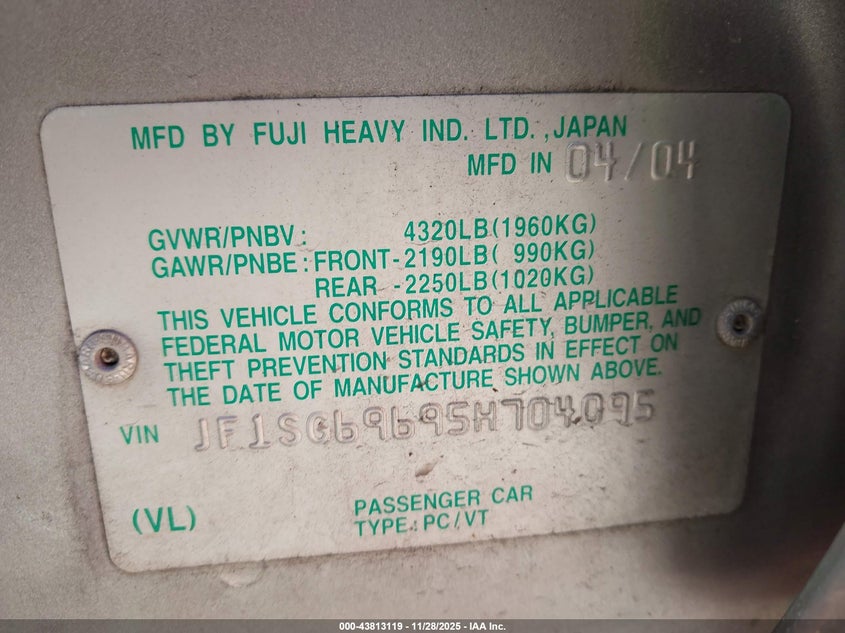 MFD BY FUJI HEAVY IND. LTD.,JAPAN
MFD IN 04/04
GVWR/PNBV: 4320LB(1960KG)
GAWR/PNBE: FRONT-2190LB( 990KG)
REAR -2250LB(1020KG)
THIS VEHICLE CONFORMS TO ALL APPLICABLE
FEDERAL MOTOR VEHICLE SAFETY, BUMPER, AND
THEFT PREVENTION STANDARDS IN EFFECT ON
THE DATE OF MANUFACTURE SHOWN ABOVE.
VIN JF1SG69695H704095
(VL) PASSENGER CAR
TYPE: PC/VT
000-43813119 - 11/28/2025 - IAA Inc.